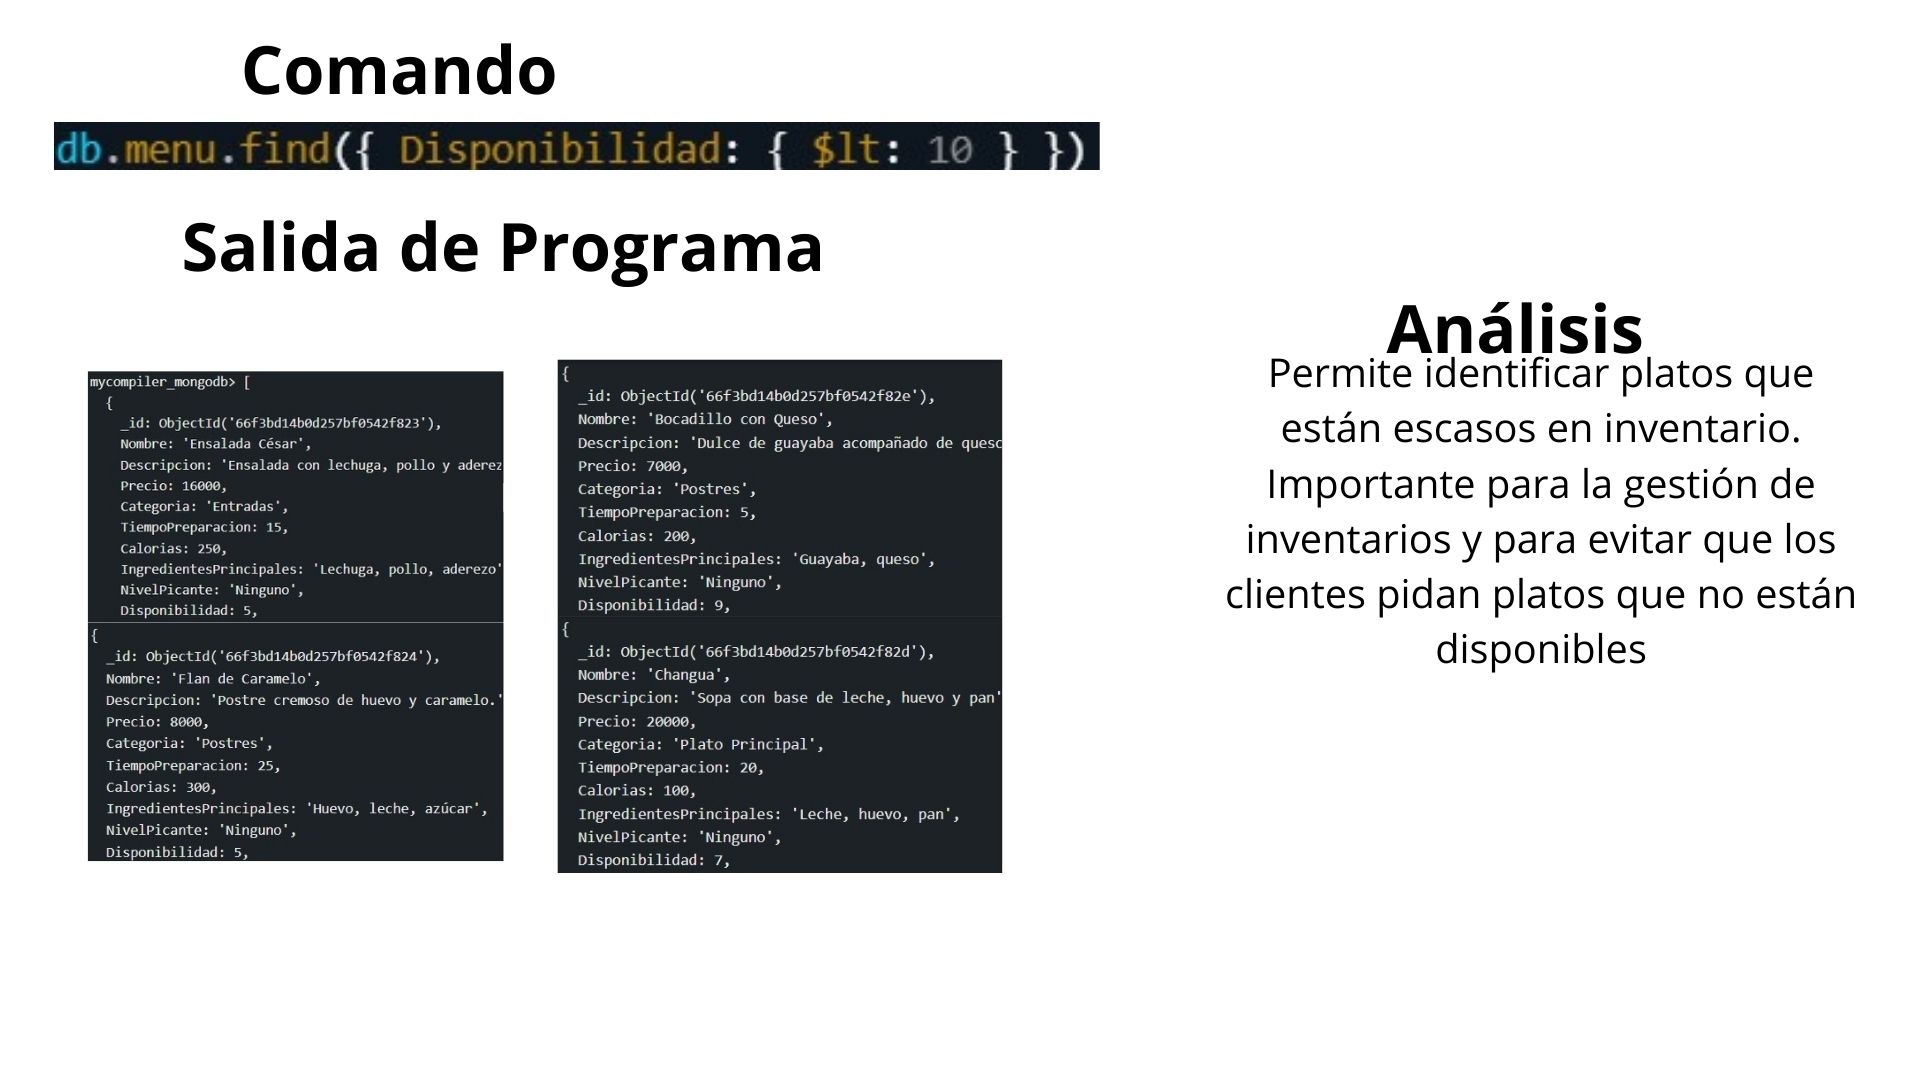 Comando
db.menu.find({ Disponibilidad: { $lt: 10 } })
Salida de Programa
mycompiler_mongodb> [
{
_id: ObjectId('66f3bd14b0d257bf0542f823'),
Nombre: 'Ensalada César',
Descripcion: 'Ensalada con lechuga, pollo y aderez
Precio: 16000,
Categoria: 'Entradas',
TiempoPreparacion: 15,
Calorias: 250,
IngredientesPrincipales: 'Lechuga, pollo, aderezo'
NivelPicante: 'Ninguno',
Disponibilidad: 5,
{
_id: ObjectId('66f3bd14b0d257bf0542f824'),
Nombre: 'Flan de Caramelo',
Descripcion: 'Postre cremoso de huevo y caramelo.'
Precio: 8000,
Categoria: 'Postres',
TiempoPreparacion: 25,
Calorias: 300,
IngredientesPrincipales: 'Huevo, leche, azúcar',
NivelPicante: 'Ninguno',
Disponibilidad: 5,
{
_id: ObjectId('66f3bd14b0d257bf0542f82e'),
Nombre: 'Bocadillo con Queso',
Descripcion: 'Dulce de guayaba acompañado de queso
Precio: 7000,
Categoria: 'Postres',
TiempoPreparacion: 5,
Calorias: 200,
IngredientesPrincipales: 'Guayaba, queso',
NivelPicante: 'Ninguno',
Disponibilidad: 9,
{
_id: ObjectId('66f3bd14b0d257bf0542f82d'),
Nombre: 'Changua',
Descripcion: 'Sopa con base de leche, huevo y pan'
Precio: 20000,
Categoria: 'Plato Principal',
TiempoPreparacion: 20,
Calorias: 100,
IngredientesPrincipales: 'Leche, huevo, pan',
NivelPicante: 'Ninguno',
Disponibilidad: 7,
Análisis
Permite identificar platos que
están escasos en inventario.
Importante para la gestión de
inventarios y para evitar que los
clientes pidan platos que no están
disponibles